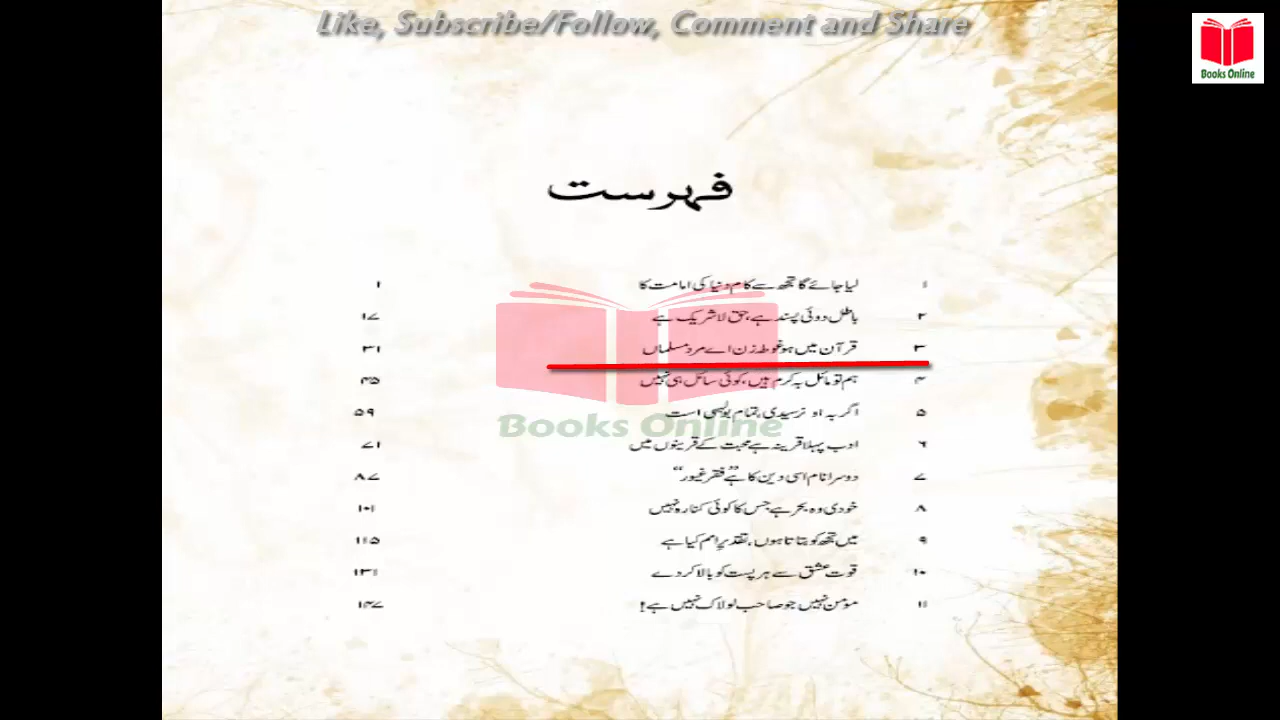 Like, Subscribe/Follow, Comment and Share
Books Online
فہرست
۱ لیا جائے گا تجھ سے کام دنیا کی امامت کا ۱
۲ باطل دوئی پسند ہے، حق لا شریک ہے ۱۷
۳ قرآن میں ہو غوطہ زن اے مردِ مسلماں ۳۱
۴ ہم تو مائل بہ کرم ہیں، کوئی سائل ہی نہیں ۴۵
۵ اگر بہ او نرسیدی، تمام بولہبی است ۵۹
۶ ادب پہلا قرینہ ہے محبت کے قرینوں میں ۷۱
۷ دوسرا نام اسی دین کا ہے ”فقرِ غیور“ ۸۷
۸ خودی وہ بحر ہے جس کا کوئی کنارہ نہیں ۱۰۱
۹ میں تجھ کو بتاتا ہوں، تقدیرِ امم کیا ہے ۱۱۵
۱۰ قوتِ عشق سے ہر پست کو بالا کر دے ۱۳۱
۱۱ مومن نہیں جو صاحبِ لولاک نہیں ہے! ۱۴۷
Books Online